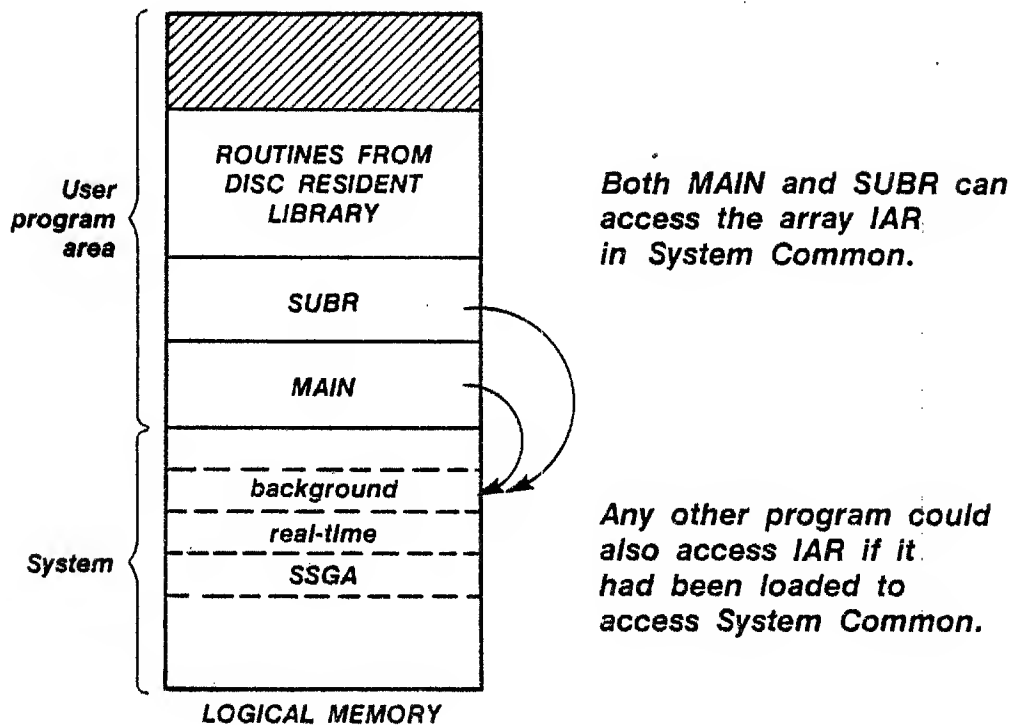 ROUTINES FROM
DISC RESIDENT
LIBRARY
User
program
area
SUBR
MAIN
Both MAIN and SUBR can
access the array IAR
in System Common.
background
real-time
SSGA
System
Any other program could
also access IAR if it
had been loaded to
access System Common.
LOGICAL MEMORY